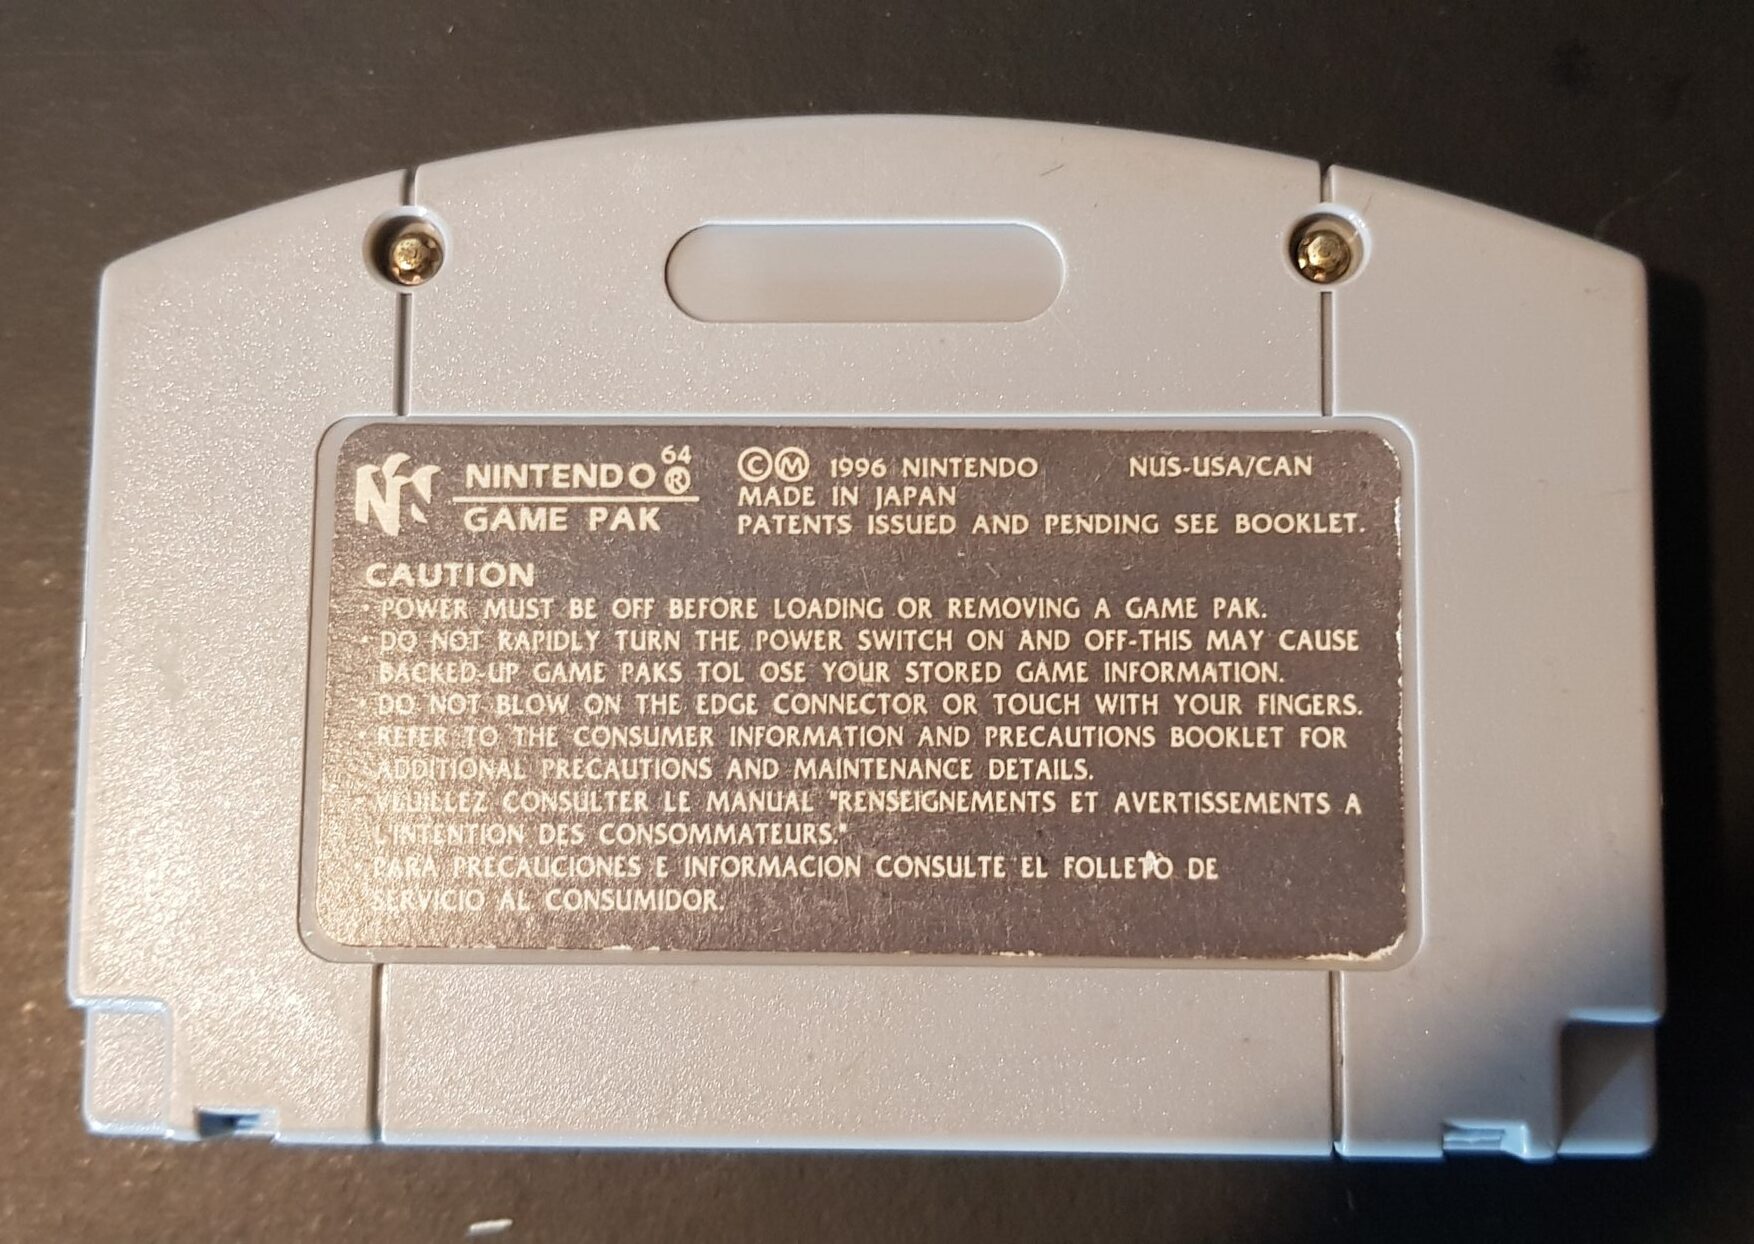 NINTENDO 64 ®
GAME PAK
©Ⓜ 1996 NINTENDO NUS-USA/CAN
MADE IN JAPAN
PATENTS ISSUED AND PENDING SEE BOOKLET.
CAUTION
· POWER MUST BE OFF BEFORE LOADING OR REMOVING A GAME PAK.
· DO NOT RAPIDLY TURN THE POWER SWITCH ON AND OFF-THIS MAY CAUSE
BACKED-UP GAME PAKS TOL OSE YOUR STORED GAME INFORMATION.
· DO NOT BLOW ON THE EDGE CONNECTOR OR TOUCH WITH YOUR FINGERS.
· REFER TO THE CONSUMER INFORMATION AND PRECAUTIONS BOOKLET FOR
ADDITIONAL PRECAUTIONS AND MAINTENANCE DETAILS.
· VEUILLEZ CONSULTER LE MANUAL "RENSEIGNEMENTS ET AVERTISSEMENTS A
L'INTENTION DES CONSOMMATEURS."
· PARA PRECAUCIONES E INFORMACION CONSULTE EL FOLLETO DE
SERVICIO AL CONSUMIDOR.